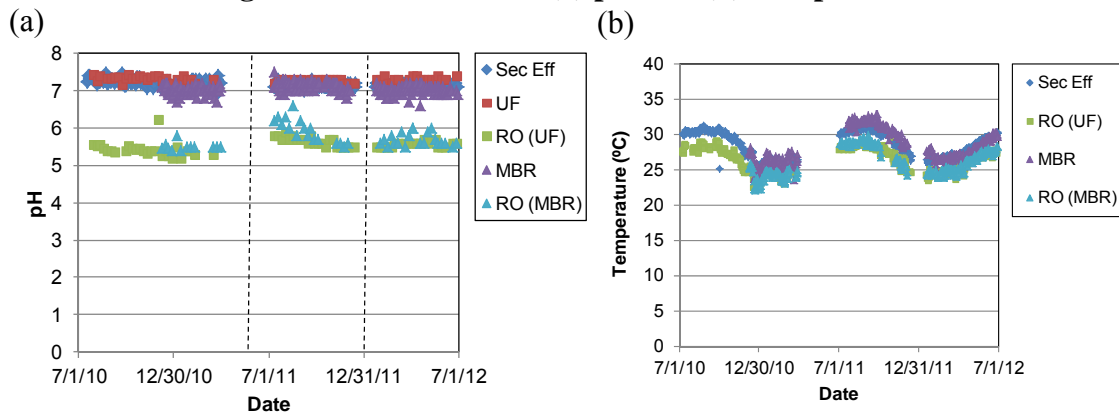 (a)
(b)
8
7
6
5
4
3
2
1
0
pH
7/1/10
12/30/10
7/1/11
12/31/11
7/1/12
Date
Sec Eff
UF
RO (UF)
MBR
RO (MBR)
40
35
30
25
20
15
10
5
0
Temperature (ºC)
7/1/10
12/30/10
7/1/11
12/31/11
7/1/12
Date
Sec Eff
RO (UF)
MBR
RO (MBR)